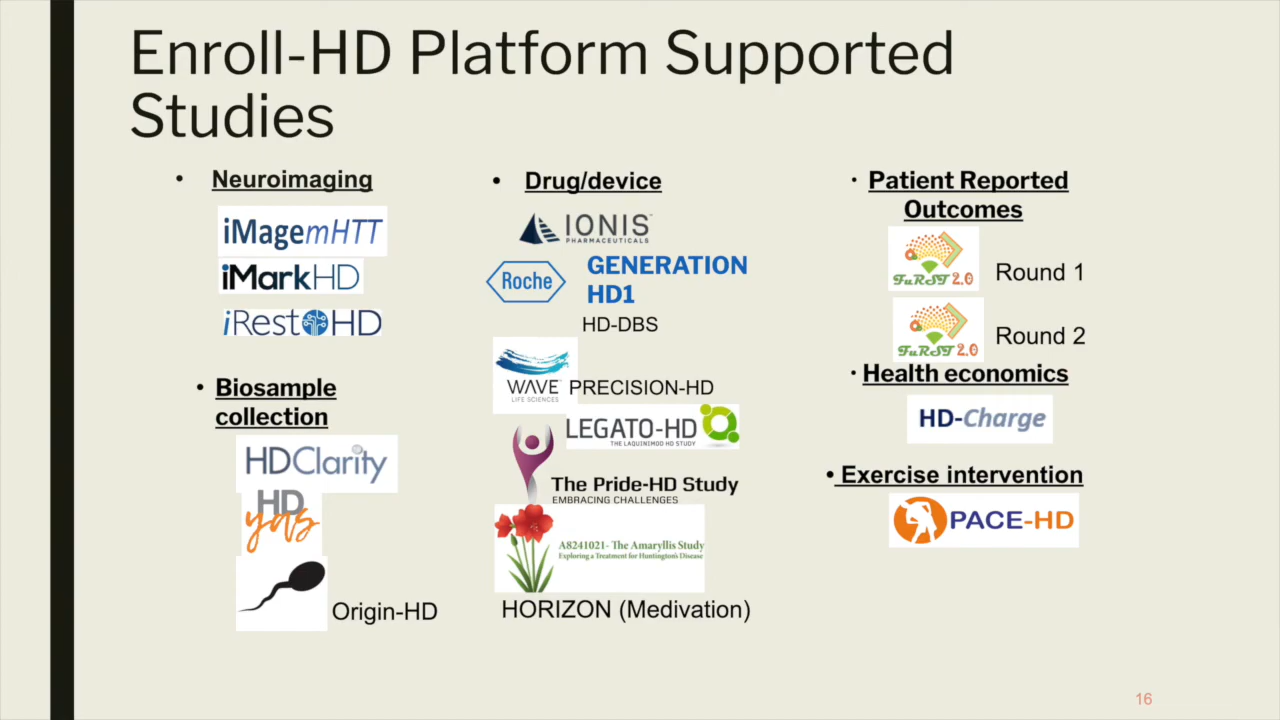 Enroll-HD Platform Supported
Studies
• Neuroimaging
iMagemHTT
iMarkHD
iRestHD
• Biosample
collection
HDClarity
HD
yas
Origin-HD
• Drug/device
IONIS
PHARMACEUTICALS
Roche
GENERATION
HD1
HD-DBS
WAVE
LIFE SCIENCES
PRECISION-HD
LEGATO-HD
THE LAQUINIMOD HD STUDY
The Pride-HD Study
EMBRACING CHALLENGES
A8241021- The Amaryllis Study
Exploring a Treatment for Huntington's Disease
HORIZON (Medivation)
• Patient Reported
Outcomes
FuRST 2.0
Round 1
FuRST 2.0
Round 2
• Health economics
HD-Charge
• Exercise intervention
PACE-HD
16